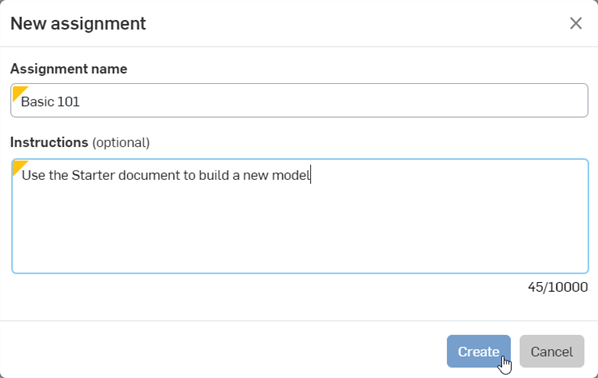 New assignment
Assignment name
Basic 101
Instructions (optional)
Use the Starter document to build a new model
45/10000
Create
Cancel